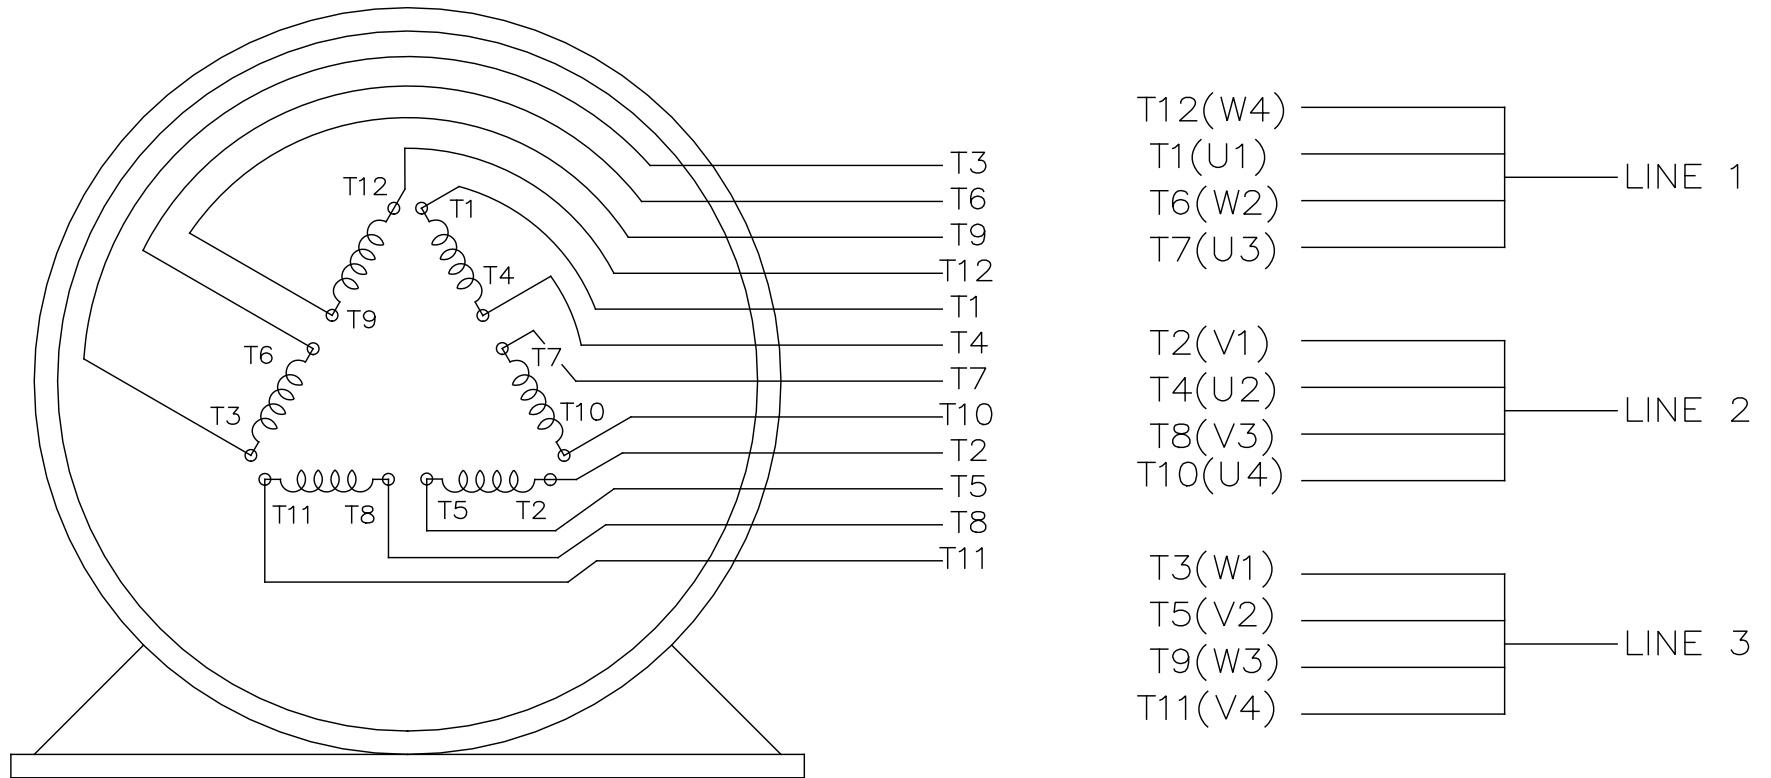 T12
T1
T4
T9
T6
T7
T3
T10
T11
T8
T5
T2
T3
T6
T9
T12
T1
T4
T7
T10
T2
T5
T8
T11
T12(W4)
T1(U1)
T6(W2)
T7(U3)
LINE 1
T2(V1)
T4(U2)
T8(V3)
T10(U4)
LINE 2
T3(W1)
T5(V2)
T9(W3)
T11(V4)
LINE 3